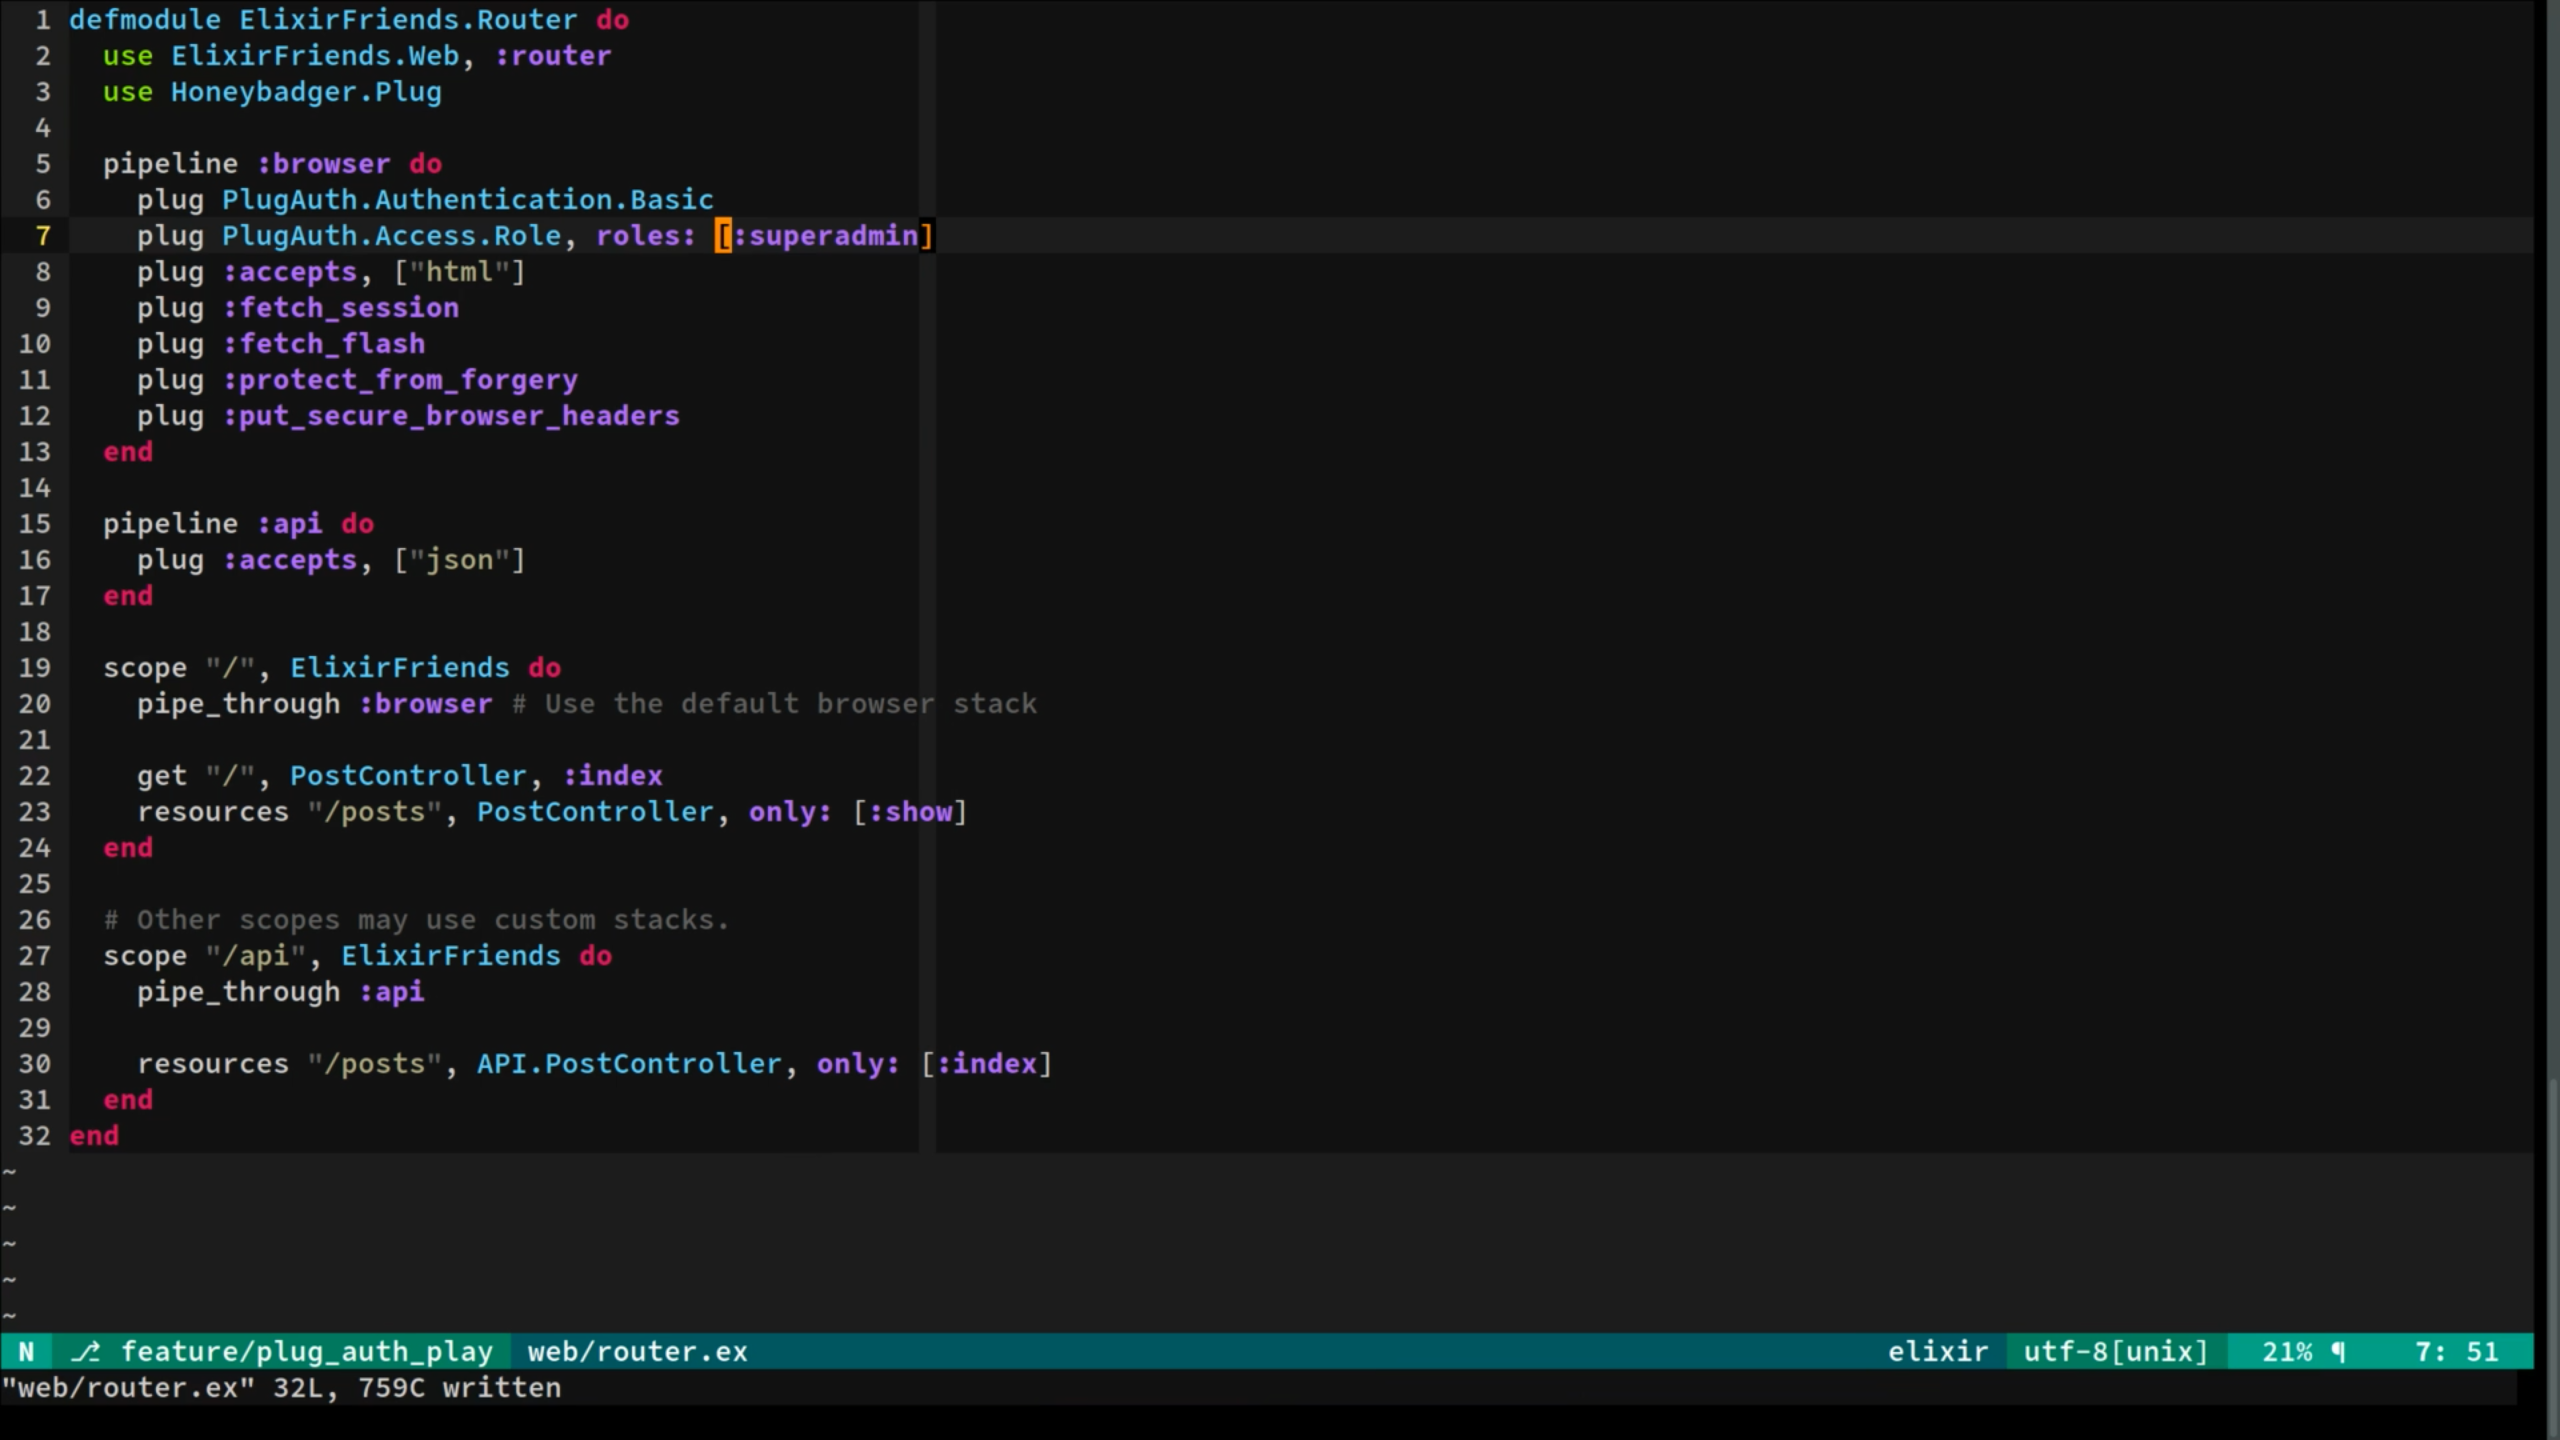 1 defmodule ElixirFriends.Router do
2   use ElixirFriends.Web, :router
3   use Honeybadger.Plug
4
5   pipeline :browser do
6     plug PlugAuth.Authentication.Basic
7     plug PlugAuth.Access.Role, roles: [:superadmin]
8     plug :accepts, ["html"]
9     plug :fetch_session
10     plug :fetch_flash
11     plug :protect_from_forgery
12     plug :put_secure_browser_headers
13   end
14
15   pipeline :api do
16     plug :accepts, ["json"]
17   end
18
19   scope "/", ElixirFriends do
20     pipe_through :browser # Use the default browser stack
21
22     get "/", PostController, :index
23     resources "/posts", PostController, only: [:show]
24   end
25
26   # Other scopes may use custom stacks.
27   scope "/api", ElixirFriends do
28     pipe_through :api
29
30     resources "/posts", API.PostController, only: [:index]
31   end
32 end
~
~
~
~
~
N ⎇ feature/plug_auth_play web/router.ex elixir utf-8[unix] 21% ¶ 7: 51
"web/router.ex" 32L, 759C written